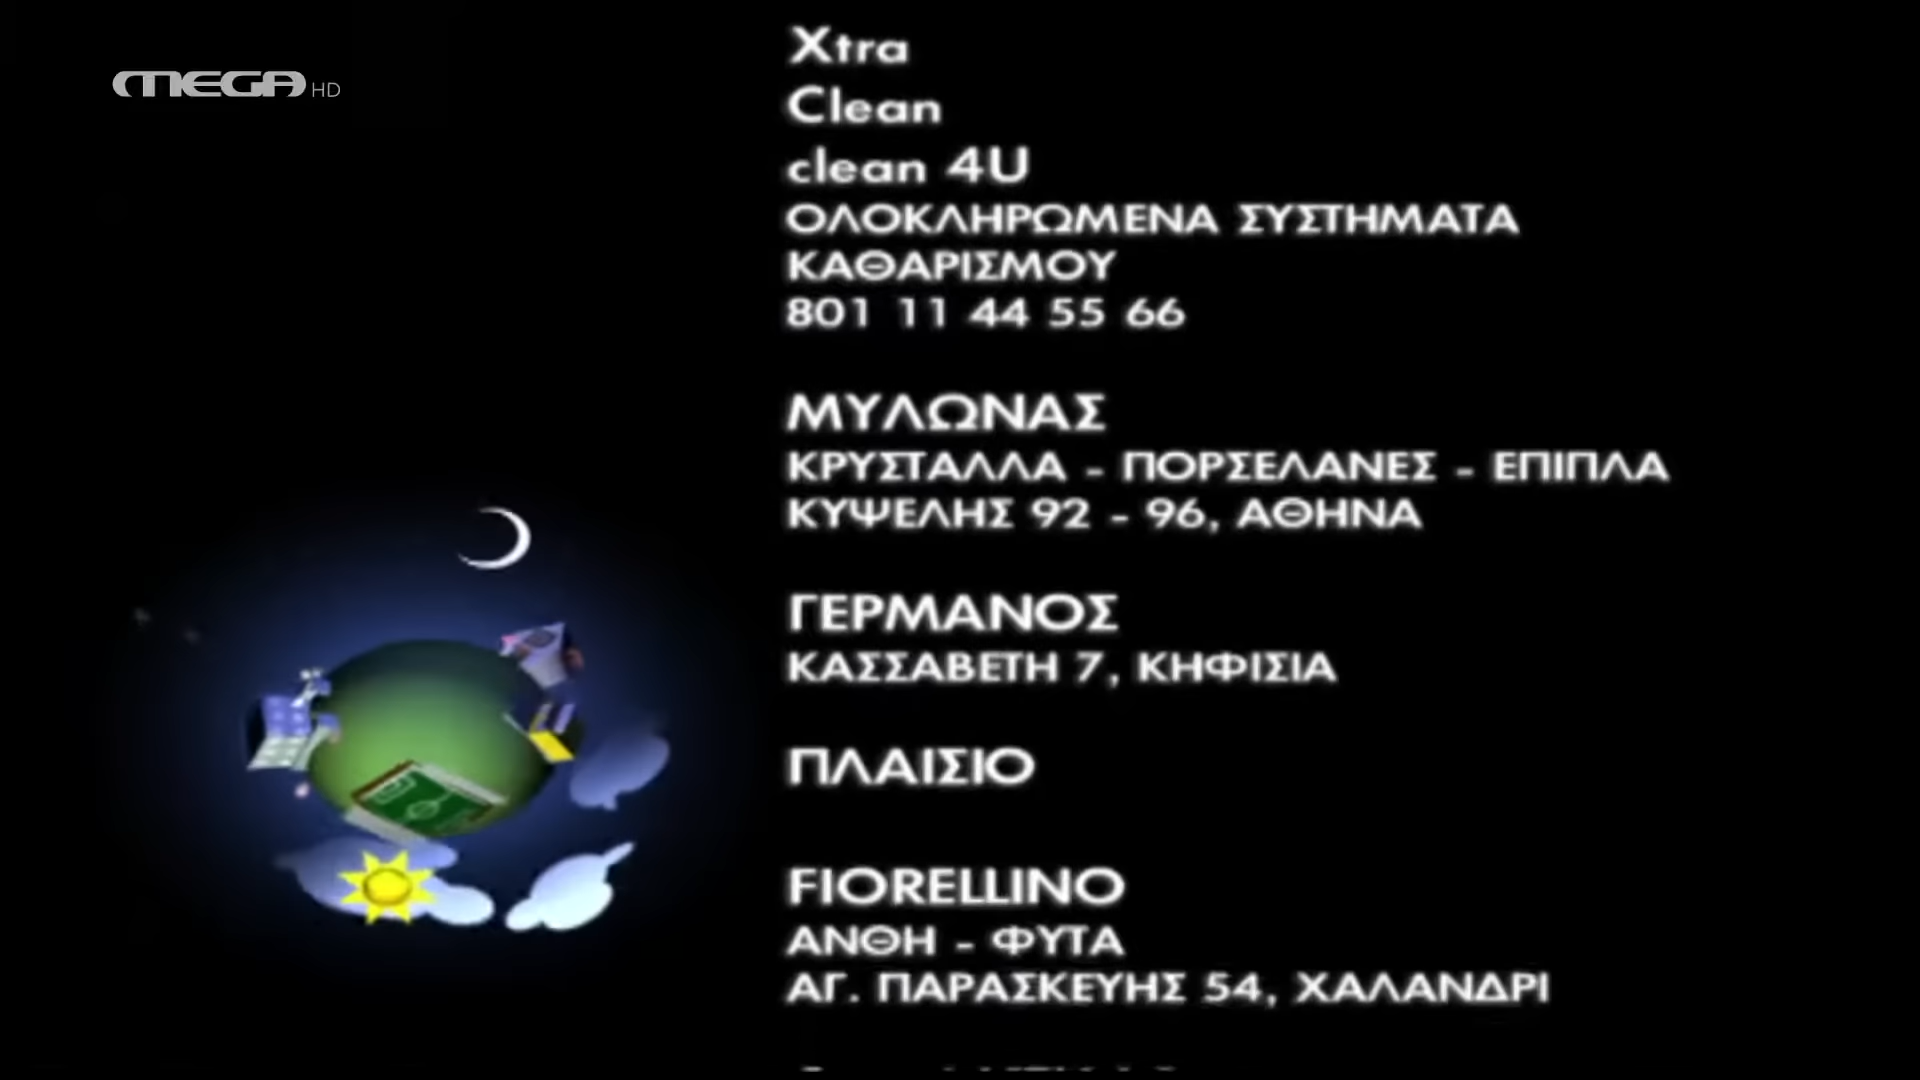 MEGA HD
Xtra
Clean
clean 4U
ΟΛΟΚΛΗΡΩΜΕΝΑ ΣΥΣΤΗΜΑΤΑ
ΚΑΘΑΡΙΣΜΟΥ
801 11 44 55 66
ΜΥΛΩΝΑΣ
ΚΡΥΣΤΑΛΛΑ - ΠΟΡΣΕΛΑΝΕΣ - ΕΠΙΠΛΑ
ΚΥΨΕΛΗΣ 92 - 96, ΑΘΗΝΑ
ΓΕΡΜΑΝΟΣ
ΚΑΣΣΑΒΕΤΗ 7, ΚΗΦΙΣΙΑ
ΠΛΑΙΣΙΟ
FIORELLINO
ΑΝΘΗ - ΦΥΤΑ
ΑΓ. ΠΑΡΑΣΚΕΥΗΣ 54, ΧΑΛΑΝΔΡΙ